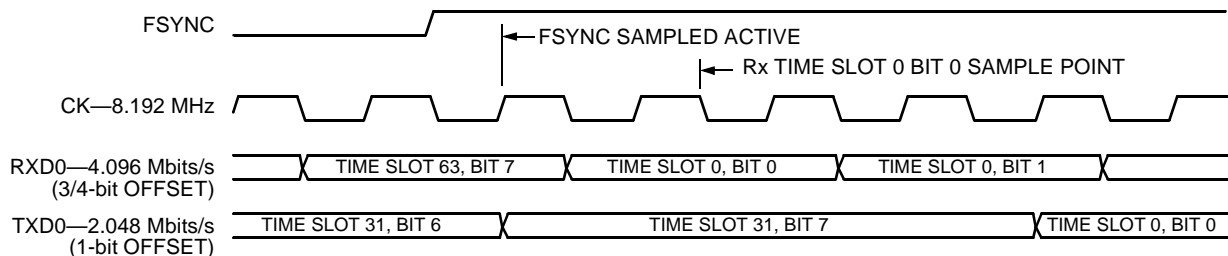 FSYNC
FSYNC SAMPLED ACTIVE
Rx TIME SLOT 0 BIT 0 SAMPLE POINT
CK—8.192 MHz
RXD0—4.096 Mbits/s
(3/4-bit OFFSET)
TIME SLOT 63, BIT 7
TIME SLOT 0, BIT 0
TIME SLOT 0, BIT 1
TXD0—2.048 Mbits/s
(1-bit OFFSET)
TIME SLOT 31, BIT 6
TIME SLOT 31, BIT 7
TIME SLOT 0, BIT 0